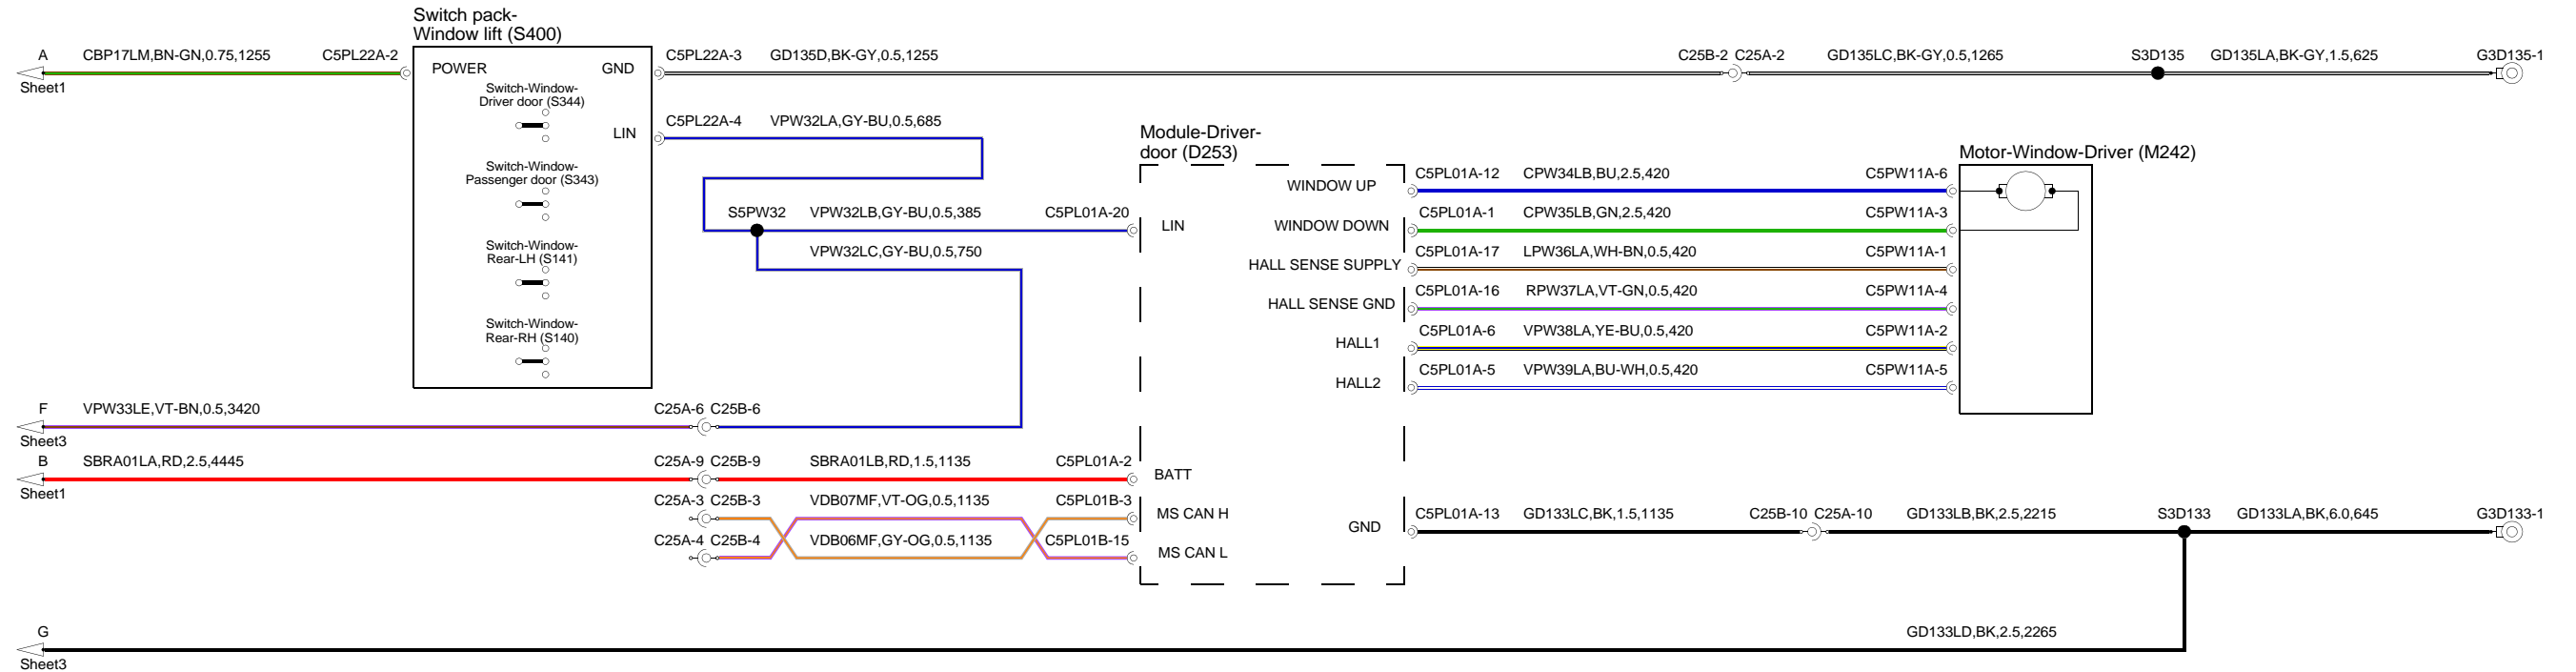 Switch pack-
Window lift (S400)
A
CBP17LM,BN-GN,0.75,1255
C5PL22A-2
C5PL22A-3
GD135D,BK-GY,0.5,1255
C25B-2
C25A-2
GD135LC,BK-GY,0.5,1265
S3D135
GD135LA,BK-GY,1.5,625
G3D135-1
Sheet1
POWER
GND
Switch-Window-
Driver door (S344)
LIN
C5PL22A-4
VPW32LA,GY-BU,0.5,685
Switch-Window-
Passenger door (S343)
Switch-Window-
Rear-LH (S141)
Switch-Window-
Rear-RH (S140)
S5PW32
VPW32LB,GY-BU,0.5,385
C5PL01A-20
VPW32LC,GY-BU,0.5,750
Module-Driver-
door (D253)
LIN
WINDOW UP
WINDOW DOWN
HALL SENSE SUPPLY
HALL SENSE GND
HALL1
HALL2
C5PL01A-12
CPW34LB,BU,2.5,420
C5PW11A-6
C5PL01A-1
CPW35LB,GN,2.5,420
C5PW11A-3
C5PL01A-17
LPW36LA,WH-BN,0.5,420
C5PW11A-1
C5PL01A-16
RPW37LA,VT-GN,0.5,420
C5PW11A-4
C5PL01A-6
VPW38LA,YE-BU,0.5,420
C5PW11A-2
C5PL01A-5
VPW39LA,BU-WH,0.5,420
C5PW11A-5
Motor-Window-Driver (M242)
F
VPW33LE,VT-BN,0.5,3420
C25A-6
C25B-6
Sheet3
B
SBRA01LA,RD,2.5,4445
C25A-9
C25B-9
SBRA01LB,RD,1.5,1135
C5PL01A-2
BATT
Sheet1
C25A-3
C25B-3
VDB07MF,VT-OG,0.5,1135
C5PL01B-3
MS CAN H
C25A-4
C25B-4
VDB06MF,GY-OG,0.5,1135
C5PL01B-15
MS CAN L
GND
C5PL01A-13
GD133LC,BK,1.5,1135
C25B-10
C25A-10
GD133LB,BK,2.5,2215
S3D133
GD133LA,BK,6.0,645
G3D133-1
G
GD133LD,BK,2.5,2265
Sheet3